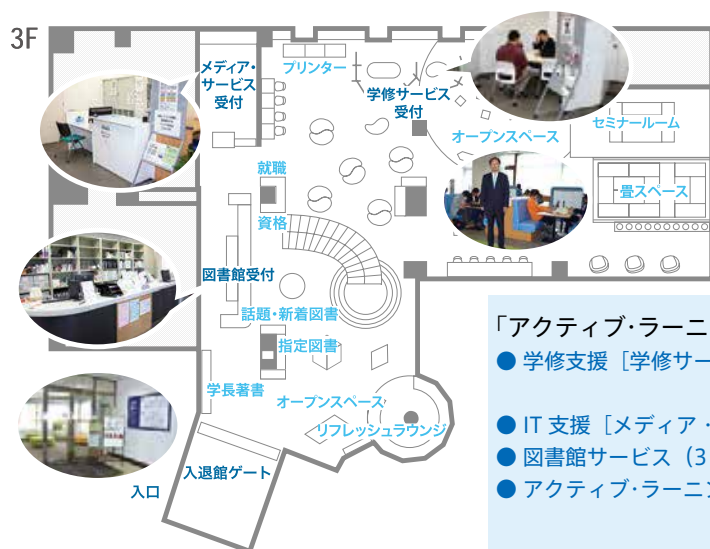 3F
メディア・
サービス
受付
プリンター
学修サービス
受付
オープンスペース
セミナールーム
畳スペース
就職
資格
図書館受付
話題・新着図書
指定図書
学長著書
オープンスペース
リフレッシュラウンジ
入退館ゲート
入口
「アクティブ・ラーニ
● 学修支援［学修サー
● IT 支援［メディア・
● 図書館サービス（3
● アクティブ・ラーニン